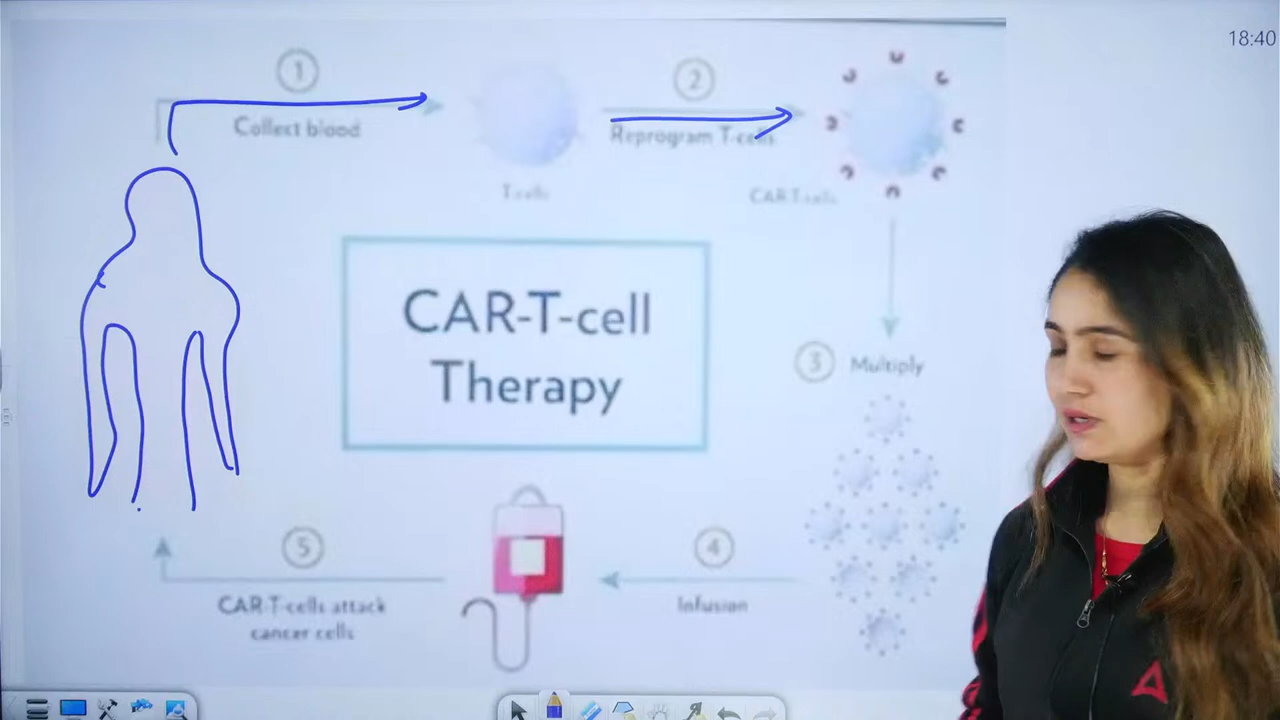 18:40
1
Collect blood
2
Reprogram T-cells
T-cells
CAR-T-cells
CAR-T-cell
Therapy
3 Multiply
5
4
CAR-T-cells attack
cancer cells
Infusion